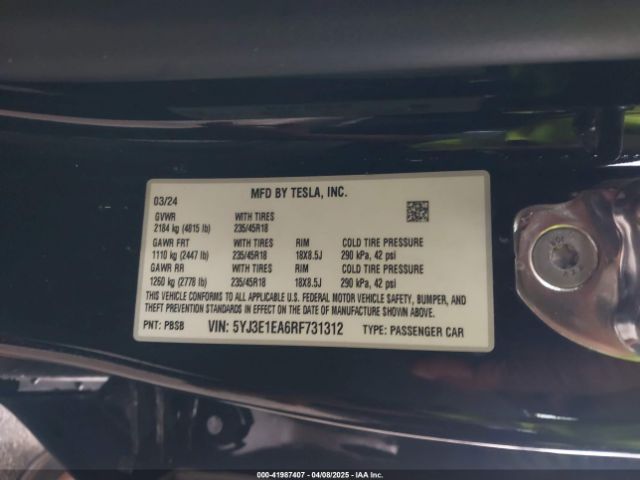 MFD BY TESLA, INC.
03/24
GVWR WITH TIRES
2184 kg (4815 lb) 235/45R18
GAWR FRT WITH TIRES RIM COLD TIRE PRESSURE
1110 kg (2447 lb) 235/45R18 18X8.5J 290 kPa, 42 psi
GAWR RR WITH TIRES RIM COLD TIRE PRESSURE
1260 kg (2778 lb) 235/45R18 18X8.5J 290 kPa, 42 psi
THIS VEHICLE CONFORMS TO ALL APPLICABLE U.S. FEDERAL MOTOR VEHICLE SAFETY, BUMPER, AND
THEFT PREVENTION STANDARDS IN EFFECT ON THE DATE OF MANUFACTURE SHOWN ABOVE.
PNT: PBSB VIN: 5YJ3E1EA6RF731312 TYPE: PASSENGER CAR
000-41987407 - 04/08/2025 - IAA Inc.